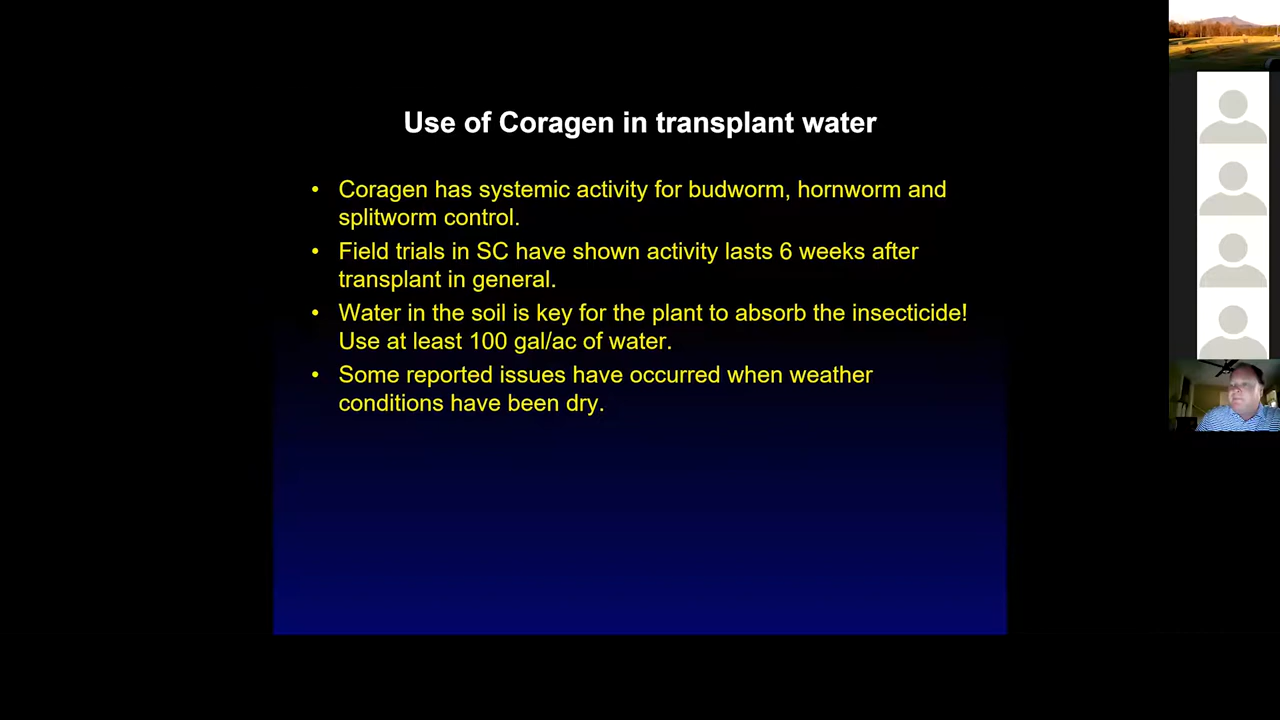 Use of Coragen in transplant water
• Coragen has systemic activity for budworm, hornworm and
splitworm control.
• Field trials in SC have shown activity lasts 6 weeks after
transplant in general.
• Water in the soil is key for the plant to absorb the insecticide!
Use at least 100 gal/ac of water.
• Some reported issues have occurred when weather
conditions have been dry.